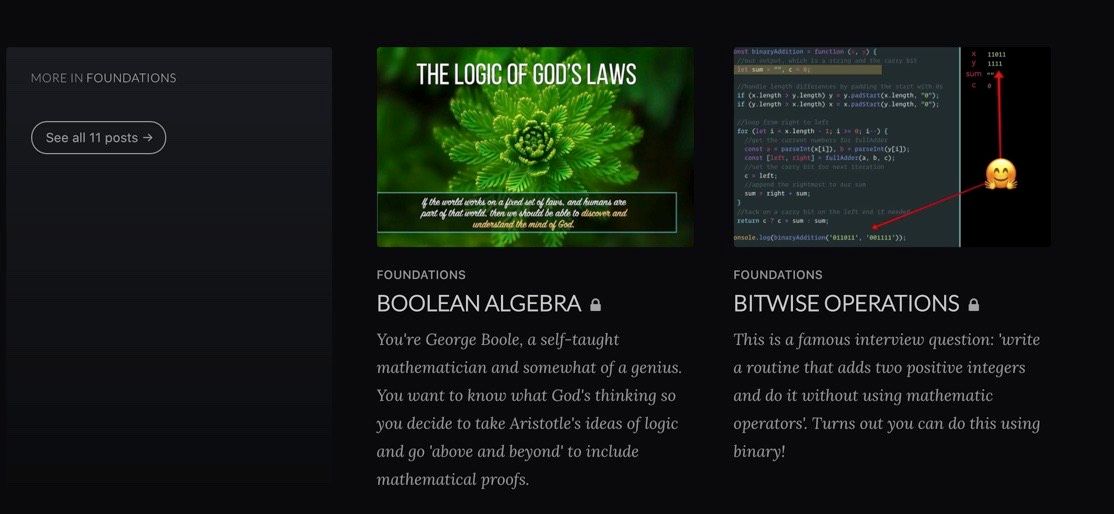 MORE IN FOUNDATIONS
See all 11 posts →
THE LOGIC OF GOD'S LAWS
If the world works on a fixed set of laws, and humans are
part of that world, then we should be able to discover and
understand the mind of God.
FOUNDATIONS
BOOLEAN ALGEBRA
You're George Boole, a self-taught
mathematician and somewhat of a genius.
You want to know what God's thinking so
you decide to take Aristotle's ideas of logic
and go 'above and beyond' to include
mathematical proofs.
onst binaryAddition = function (x, y) {
//our output, which is a string and the carry bit
let sum = "", c = 0;
//handle length differences by padding the start with 0s
if (x.length > y.length) y = y.padStart(x.length, "0");
if (y.length > x.length) x = x.padStart(y.length, "0");
//loop from right to left
for (let i = x.length - 1; i >= 0; i--) {
//get the current numbers for fullAdder
const a = parseInt(x[i]), b = parseInt(y[i]);
const [left, right] = fullAdder(a, b, c);
//set the carry bit for next iteration
c = left;
//append the rightmost to our sum
sum = right + sum;
}
//tack on a carry bit on the left end if needed
return c ? c + sum : sum;
onsole.log(binaryAddition('011011', '001111'));
x 11011
y 1111
sum ""
c 0
FOUNDATIONS
BITWISE OPERATIONS
This is a famous interview question: 'write
a routine that adds two positive integers
and do it without using mathematic
operators'. Turns out you can do this using
binary!